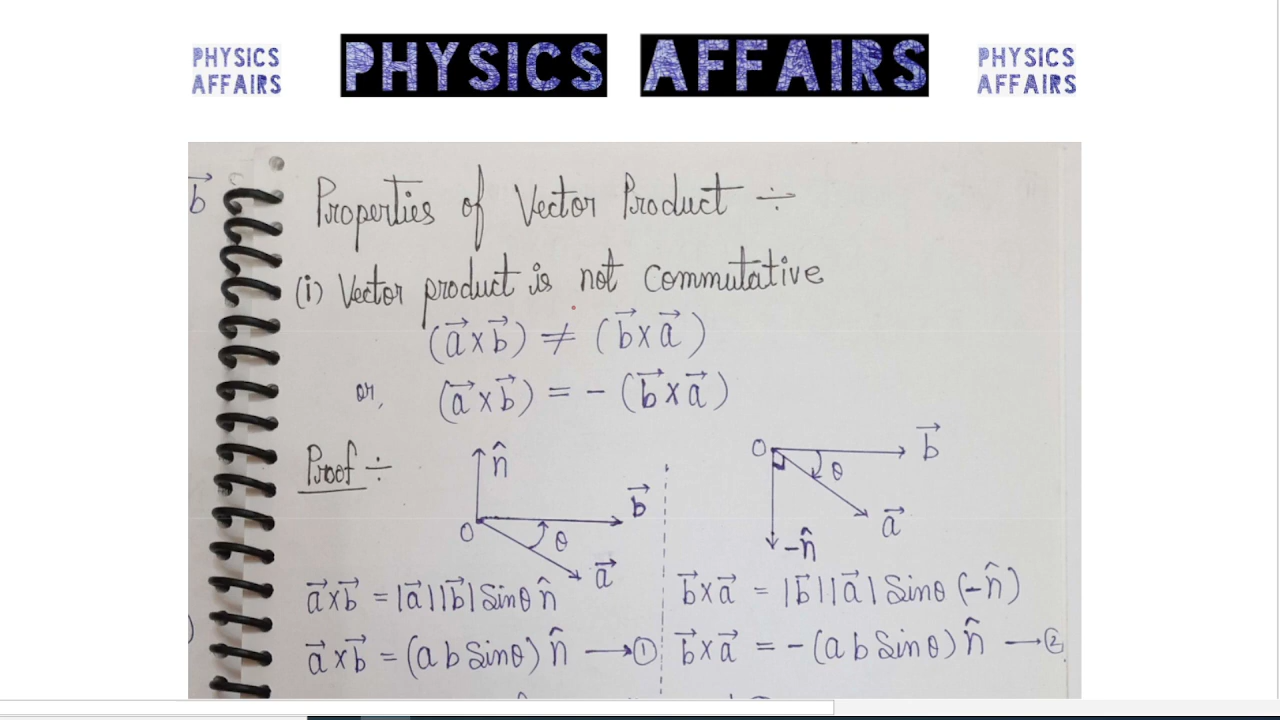 PHYSICS AFFAIRS
PHYSICS AFFAIRS
PHYSICS AFFAIRS
b⃗
Properties of Vector Product ÷
(i) Vector product is not commutative
(a⃗ × b⃗) ≠ (b⃗ × a⃗)
or, (a⃗ × b⃗) = - (b⃗ × a⃗)
Proof ÷
n̂
b⃗
O
θ
a⃗
O
b⃗
θ
a⃗
-n̂
a⃗ × b⃗ = |a⃗||b⃗| Sinθ n̂
a⃗ × b⃗ = (a b Sinθ) n̂ → ①
b⃗ × a⃗ = |b⃗||a⃗| Sinθ (-n̂)
b⃗ × a⃗ = - (a b Sinθ) n̂ → ②